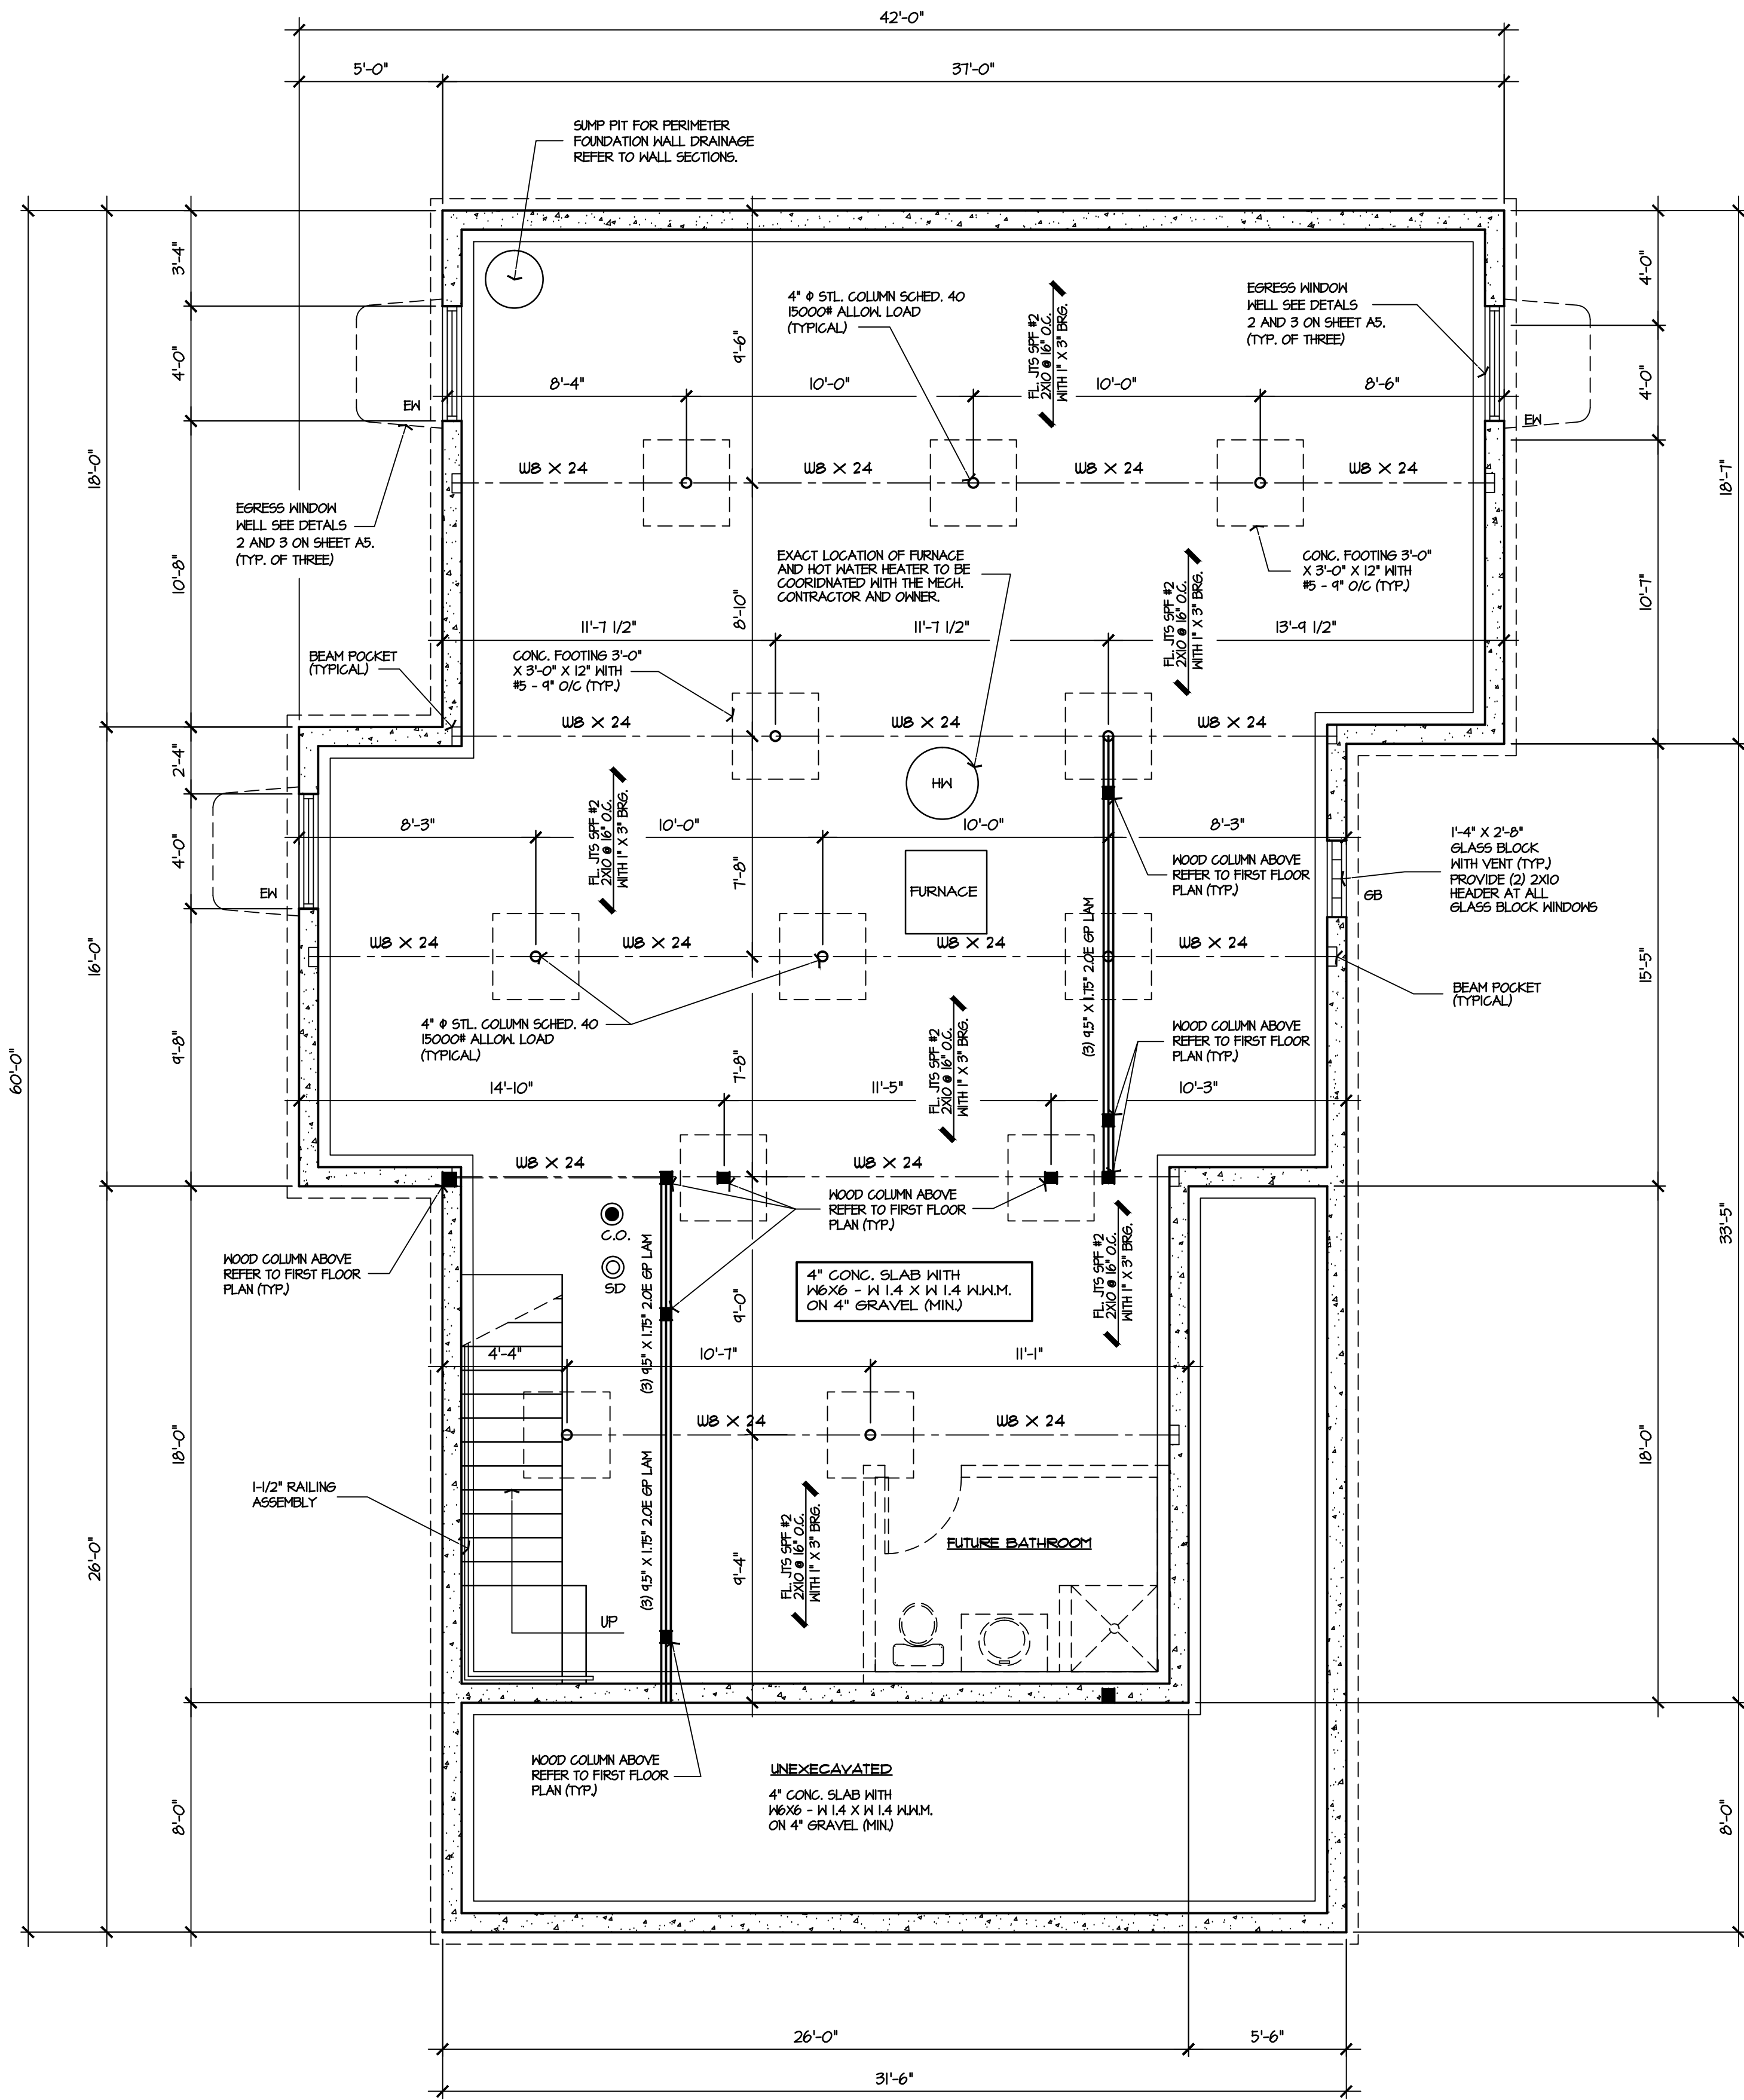 42'-0"
5'-0"
37'-0"
SUMP PIT FOR PERIMETER
FOUNDATION WALL DRAINAGE
REFER TO WALL SECTIONS.
3'-4"
4'-0"
10'-8"
18'-0"
2'-4"
4'-0"
9'-8"
16'-0"
60'-0"
18'-0"
26'-0"
8'-0"
4'-0"
4'-0"
18'-7"
10'-7"
15'-5"
33'-5"
18'-0"
8'-0"
9'-6"
4" Φ STL. COLUMN SCHED. 40
15000# ALLOW. LOAD
(TYPICAL)
FL. JTS SPF #2
2X10 @ 16" O.C.
WITH 1" X 3" BRG.
EGRESS WINDOW
WELL SEE DETALS
2 AND 3 ON SHEET A5.
(TYP. OF THREE)
8'-4"
10'-0"
10'-0"
8'-6"
EW
EW
W8 X 24
W8 X 24
W8 X 24
W8 X 24
EGRESS WINDOW
WELL SEE DETALS
2 AND 3 ON SHEET A5.
(TYP. OF THREE)
EXACT LOCATION OF FURNACE
AND HOT WATER HEATER TO BE
COORIDNATED WITH THE MECH.
CONTRACTOR AND OWNER.
CONC. FOOTING 3'-0"
X 3'-0" X 12" WITH
#5 - 9" O/C (TYP.)
8'-10"
FL. JTS SPF #2
2X10 @ 16" O.C.
WITH 1" X 3" BRG.
11'-7 1/2"
11'-7 1/2"
13'-9 1/2"
BEAM POCKET
(TYPICAL)
CONC. FOOTING 3'-0"
X 3'-0" X 12" WITH
#5 - 9" O/C (TYP.)
W8 X 24
W8 X 24
W8 X 24
HW
FL. JTS SPF #2
2X10 @ 16" O.C.
WITH 1" X 3" BRG.
8'-3"
10'-0"
10'-0"
8'-3"
7'-8"
WOOD COLUMN ABOVE
REFER TO FIRST FLOOR
PLAN (TYP.)
1'-4" X 2'-8"
GLASS BLOCK
WITH VENT (TYP.)
PROVIDE (2) 2X10
HEADER AT ALL
GLASS BLOCK WINDOWS
GB
EW
FURNACE
W8 X 24
W8 X 24
W8 X 24
W8 X 24
(3) 9.5" X 1.75" 2.0E GP LAM
BEAM POCKET
(TYPICAL)
4" Φ STL. COLUMN SCHED. 40
15000# ALLOW. LOAD
(TYPICAL)
7'-8"
FL. JTS SPF #2
2X10 @ 16" O.C.
WITH 1" X 3" BRG.
WOOD COLUMN ABOVE
REFER TO FIRST FLOOR
PLAN (TYP.)
14'-10"
11'-5"
10'-3"
W8 X 24
W8 X 24
WOOD COLUMN ABOVE
REFER TO FIRST FLOOR
PLAN (TYP.)
C.O.
SD
WOOD COLUMN ABOVE
REFER TO FIRST FLOOR
PLAN (TYP.)
(3) 9.5" X 1.75" 2.0E GP LAM
9'-0"
4" CONC. SLAB WITH
W6X6 - W 1.4 X W 1.4 W.W.M.
ON 4" GRAVEL (MIN.)
FL. JTS SPF #2
2X10 @ 16" O.C.
WITH 1" X 3" BRG.
4'-4"
10'-7"
11'-1"
W8 X 24
W8 X 24
1-1/2" RAILING
ASSEMBLY
(3) 9.5" X 1.75" 2.0E GP LAM
9'-4"
FL. JTS SPF #2
2X10 @ 16" O.C.
WITH 1" X 3" BRG.
FUTURE BATHROOM
UP
WOOD COLUMN ABOVE
REFER TO FIRST FLOOR
PLAN (TYP.)
UNEXECAVATED
4" CONC. SLAB WITH
W6X6 - W 1.4 X W 1.4 W.W.M.
ON 4" GRAVEL (MIN.)
26'-0"
5'-6"
31'-6"